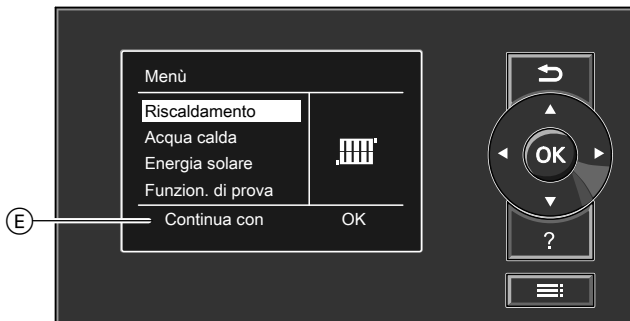 Menù
Riscaldamento
Acqua calda
Energia solare
Funzion. di prova
Continua con OK
E
OK
?